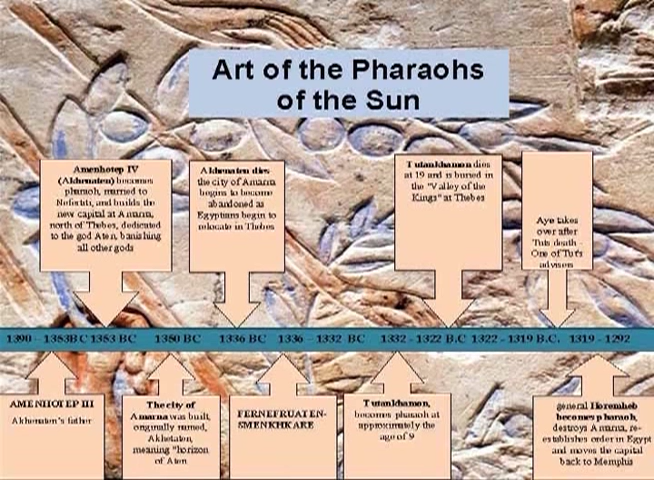 Art of the Pharaohs
of the Sun
Amenhotep IV
(Akhenaten) becomes
pharaoh, married to
Nefertiti, and builds the
new capital at Amarna,
north of Thebes, dedicated
to the god Aten, banishing
all other gods
Akhenaten dies
the city of Amarna
begins to become
abandoned as
Egyptians begin to
relocate in Thebes
Tutankhamon dies
at 19 and is buried in
the "Valley of the
Kings" at Thebes
Aye takes
over after
Tuts death -
One of Tut's
advisors
1390 - 1353BC 1353 BC 1350 BC 1336 BC 1336 - 1332 BC 1332 - 1322 B.C 1322 - 1319 B.C. 1319 - 1292
AMENHOTEP III
Akhenaten's father
The city of
Amarna was built,
originally named,
Akhetaten,
meaning "horizon
of Aten
FERNEFRUATEN-
SMENKHKARE
Tutankhamon,
becomes pharaoh at
approximately the
age of 9
general Horemheb
becomes pharaoh,
destroys Amarna, re-
establishes order in Egypt
and moves the capital
back to Memphis